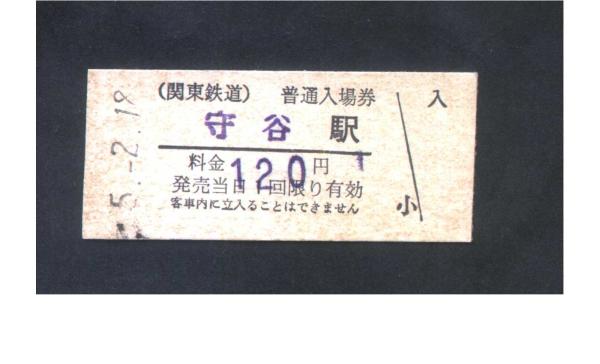 (関東鉄道) 普通入場券
守谷駅
料金120円
発売当日1回限り有効
客車内に立入ることはできません
入
小
5.-2.18